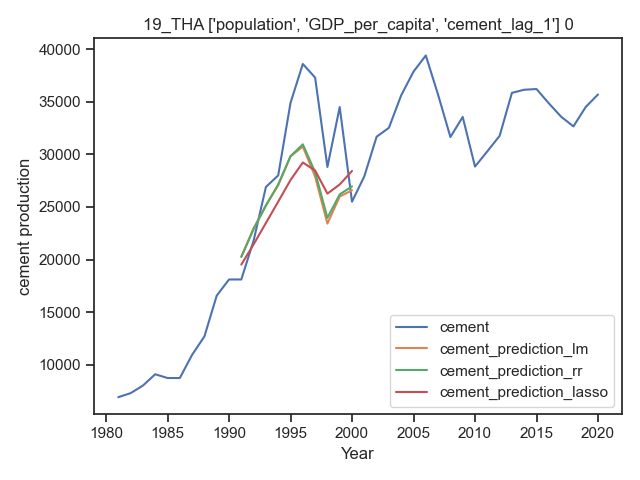 19_THA ['population', 'GDP_per_capita', 'cement_lag_1'] 0
40000
35000
30000
25000
20000
15000
10000
cement production
cement
cement_prediction_lm
cement_prediction_rr
cement_prediction_lasso
1980 1985 1990 1995 2000 2005 2010 2015 2020
Year